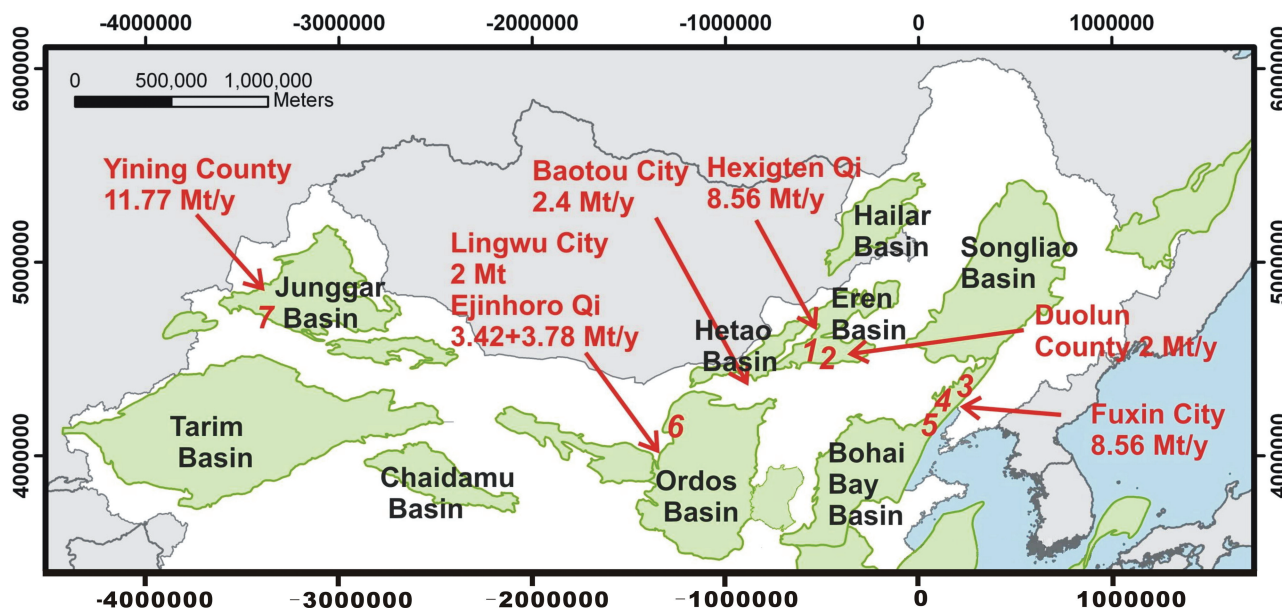 -4000000 -3000000 -2000000 -1000000 0 1000000
6000000
5000000
4000000
0 500,000 1,000,000
Meters
Yining County
11.77 Mt/y
Baotou City
2.4 Mt/y
Hexigten Qi
8.56 Mt/y
Lingwu City
2 Mt
Ejinhoro Qi
3.42+3.78 Mt/y
Hailar
Basin
Songliao
Basin
Junggar
Basin
7
Eren
Basin
Hetao
Basin
1
2
Duolun
County 2 Mt/y
3
4
5
Fuxin City
8.56 Mt/y
6
Tarim
Basin
Chaidamu
Basin
Ordos
Basin
Bohai
Bay
Basin
6000000
5000000
4000000
-4000000 -3000000 -2000000 -1000000 0 1000000